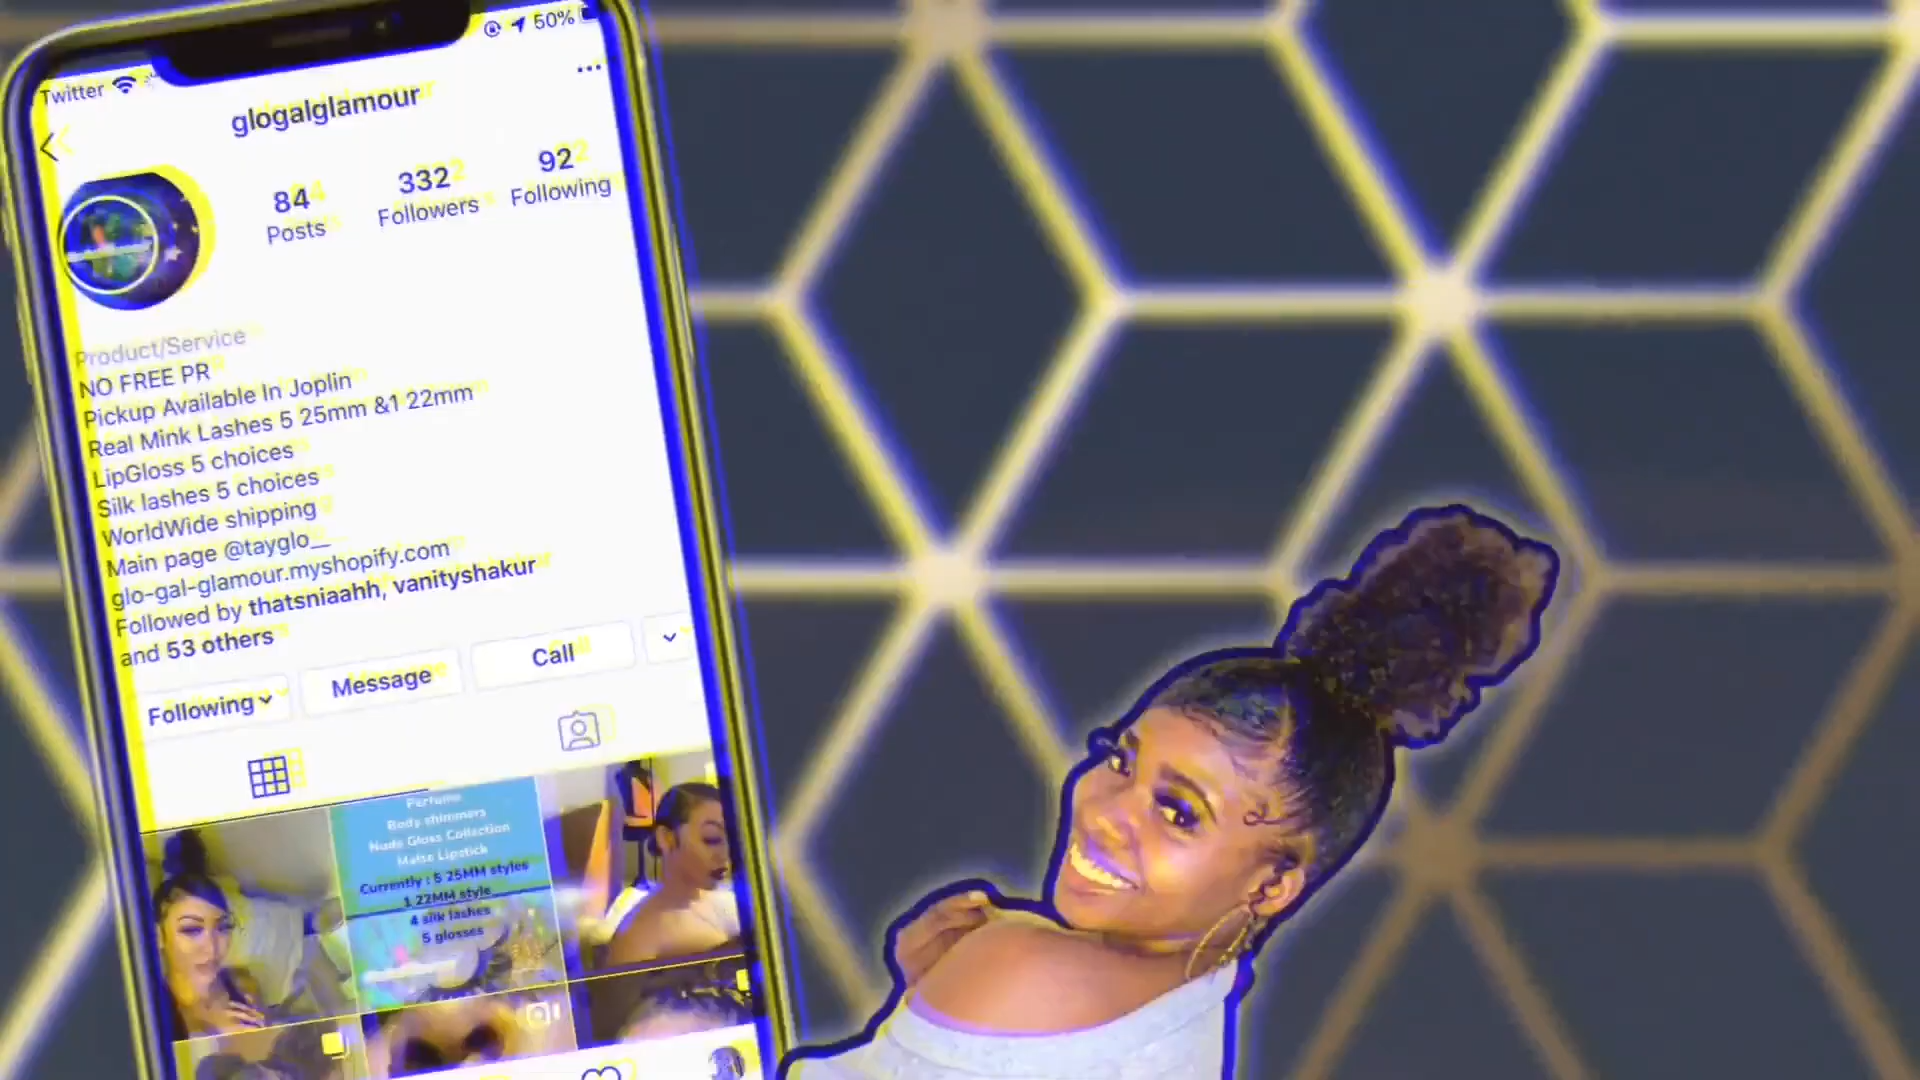 Twitter 50%
glogalglamour
84 332 92
Posts Followers Following
Product/Service
NO FREE PR
Pickup Available In Joplin
Real Mink Lashes 5 25mm &1 22mm
LipGloss 5 choices
Silk lashes 5 choices
WorldWide shipping
Main page @tayglo__
glo-gal-glamour.myshopify.com
Followed by thatsniaahh, vanityshakur
and 53 others
Following Message Call
Perfume
Body shimmers
Nude Gloss Collection
Matte Lipstick
Currently : 5 25MM styles
1 22MM style
4 silk lashes
5 glosses